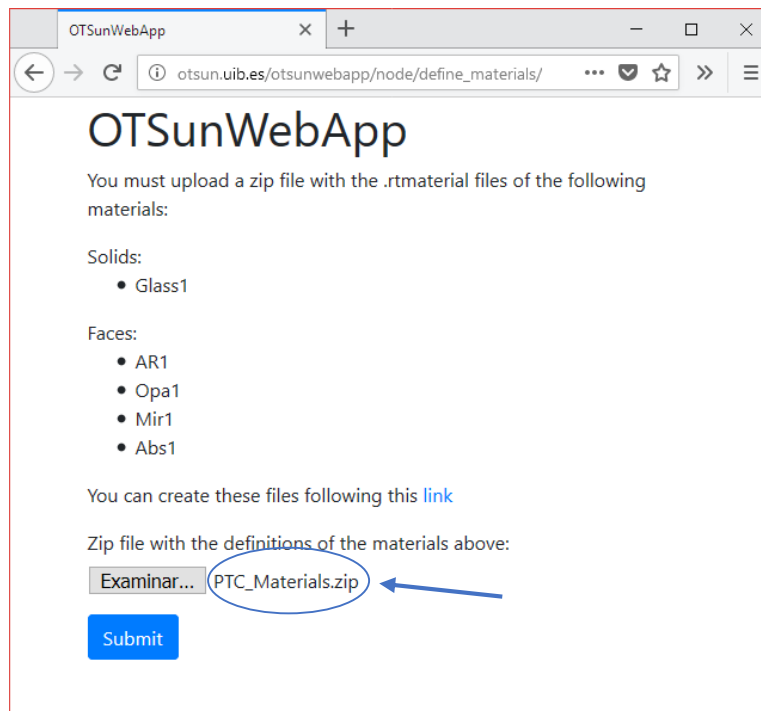 OTSunWebApp
otsun.uib.es/otsunwebapp/node/define_materials/
OTSunWebApp
You must upload a zip file with the .rtmaterial files of the following
materials:
Solids:
Glass1
Faces:
AR1
Opa1
Mir1
Abs1
You can create these files following this link
Zip file with the definitions of the materials above:
Examinar... PTC_Materials.zip
Submit